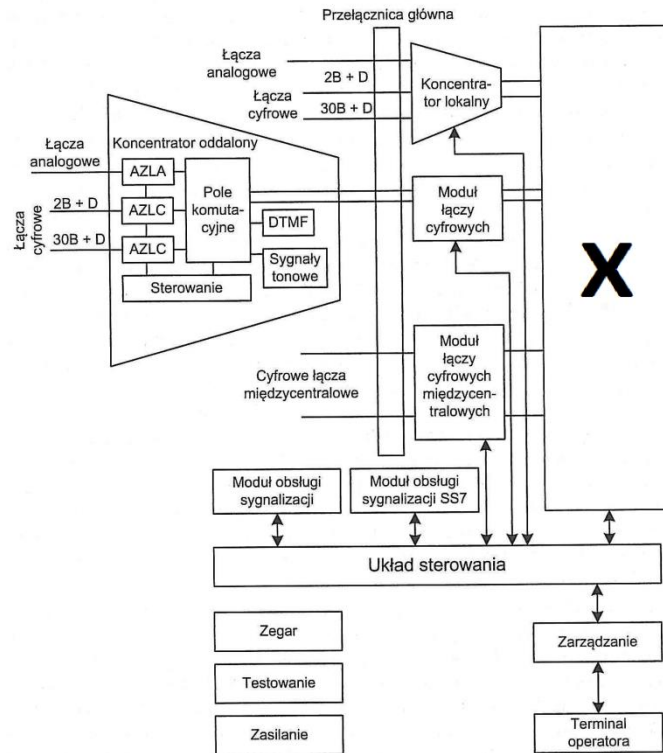 Przełącznica główna
Łącza
analogowe
2B + D
Łącza
cyfrowe
30B + D
Koncentra-
tor lokalny
Koncentrator oddalony
Łącza
analogowe
2B + D
Łącza
cyfrowe
30B + D
AZLA
AZLC
AZLC
Pole
komuta-
cyjne
DTMF
Sygnały
tonowe
Sterowanie
Moduł
łączy
cyfrowych
X
Cyfrowe łącza
międzycentralowe
Moduł
łączy
cyfrowych
międzycen-
tralowych
Moduł obsługi
sygnalizacji
Moduł obsługi
sygnalizacji SS7
Układ sterowania
Zegar
Zarządzanie
Testowanie
Zasilanie
Terminal
operatora